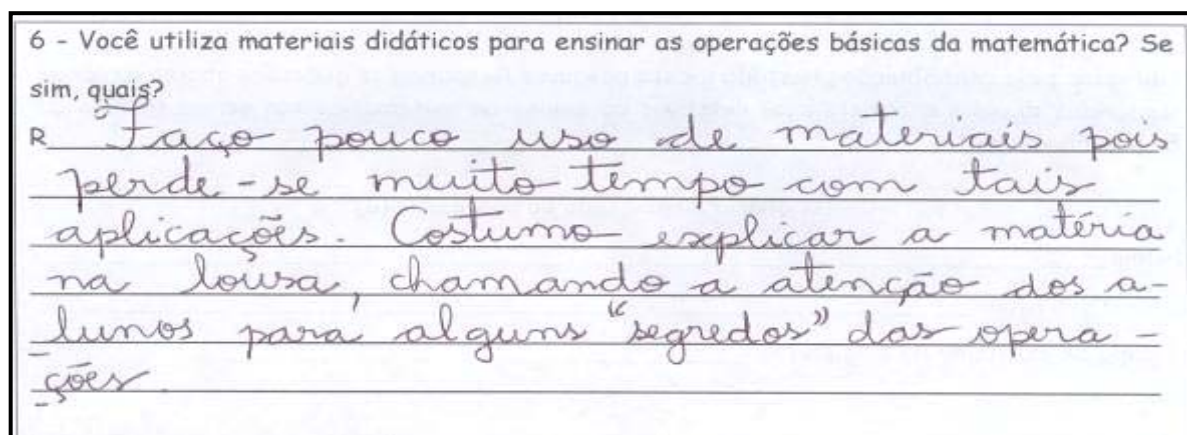 6 - Você utiliza materiais didáticos para ensinar as operações básicas da matemática? Se
sim, quais?
R Faço pouco uso de materiais pois
perde-se muito tempo com tais
aplicações. Costumo explicar a matéria
na lousa, chamando a atenção dos a-
lunos para alguns "segredos" das opera-
-ções.